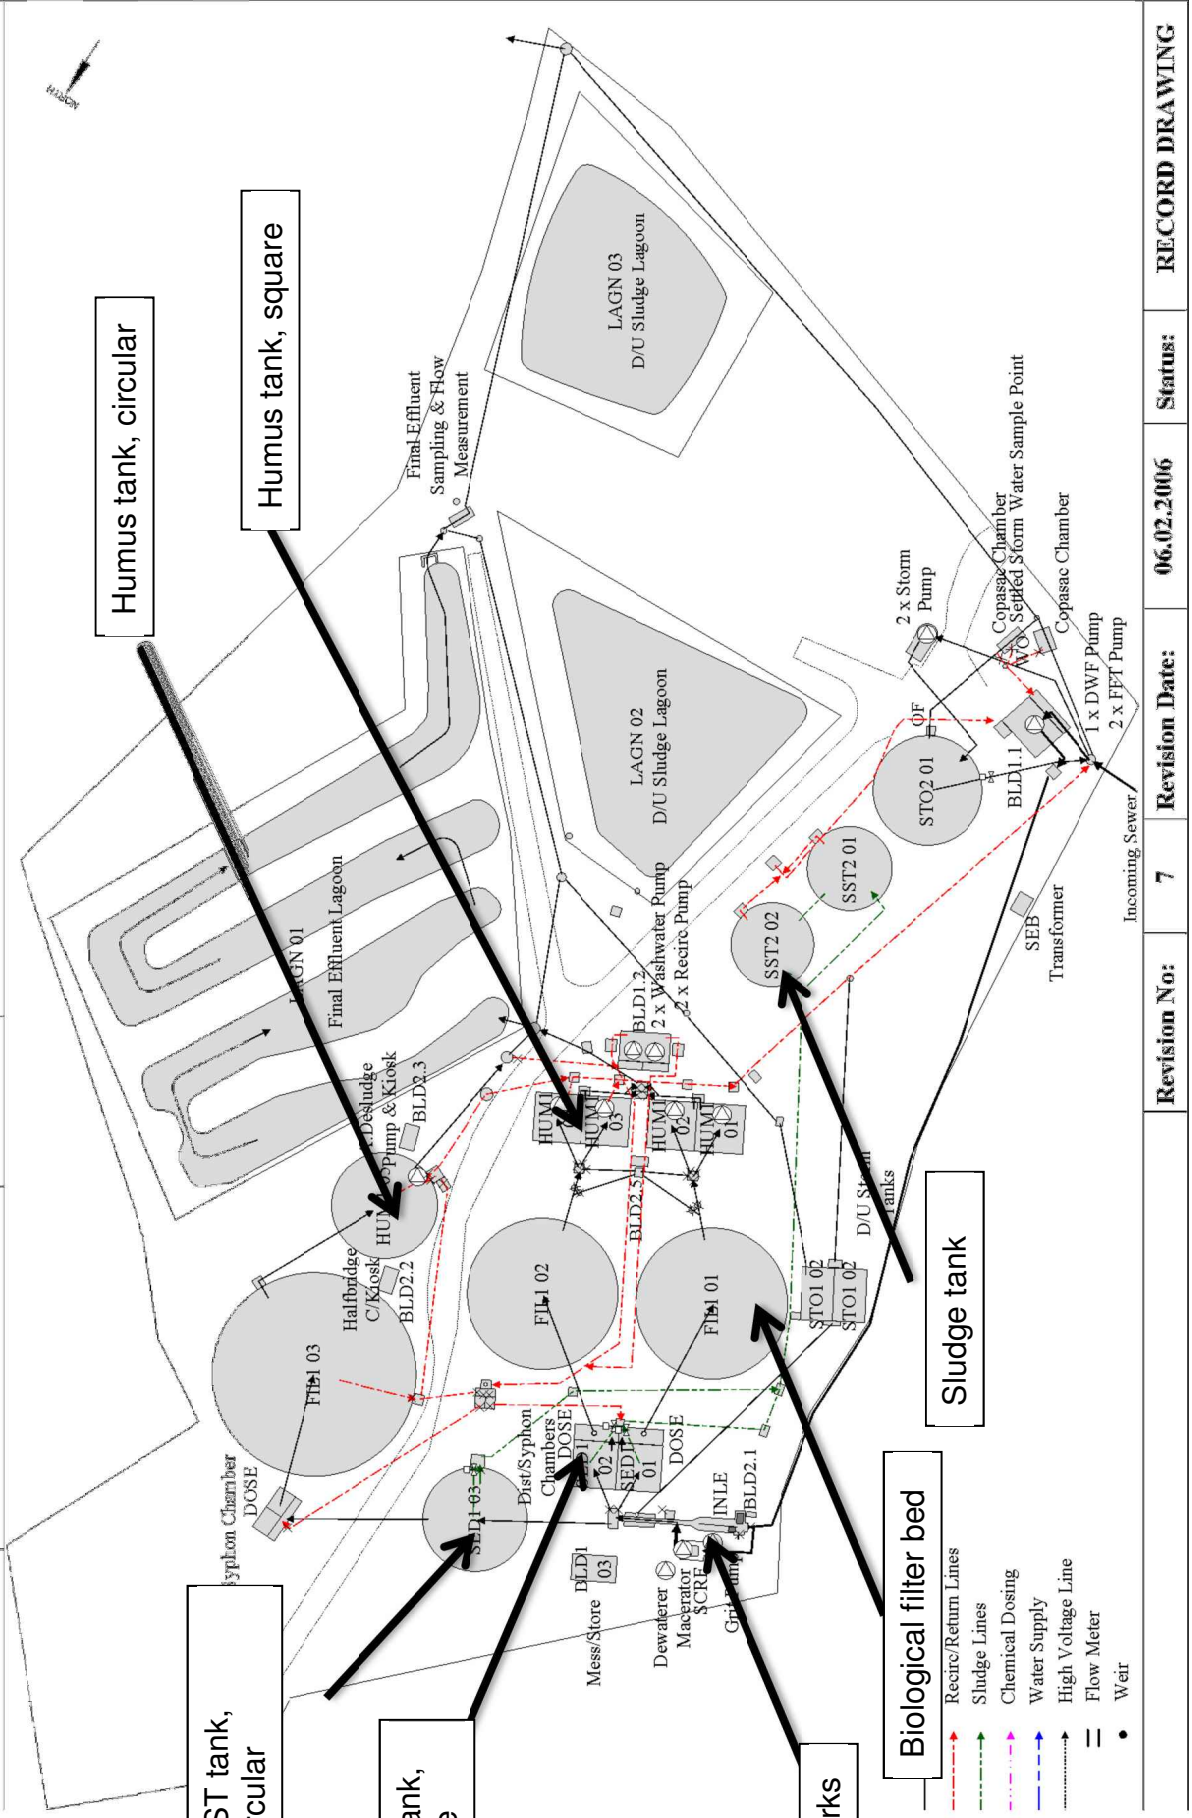 NORTH
Humus tank, circular
Humus tank, square
Final Effluent
Sampling & Flow
Measurement
LAGN 03
D/U Sludge Lagoon
LAGN 02
D/U Sludge Lagoon
LAGN 01
Final Effluent Lagoon
2 x Storm
Pump
Copasac Chamber
Settled Storm Water Sample Point
Copasac Chamber
1 x DWF Pump
2 x FFT Pump
OF
STO2 01
BLD1.1
SST2 01
SST2 02
SEB
Transformer
Incoming Sewer
BLD1.2
2 x Washwater Pump
2 x Recirc Pump
Desludge
Pump & Kiosk
BLD2.3
HUM1
HUM1
03
HUM1
02
HUM1
01
BLD2.5
Halfbridge
C/Kiosk
BLD2.2
FIL1 03
FIL1 02
FIL1 01
D/U Storm
Tanks
STO1 02
STO1 02
Sludge tank
Syphon Chamber
DOSE
SED1 03
Dist/Syphon
Chambers
DOSE
SED1
02
SED1
01
DOSE
INLE
BLD2.1
BLD1
03
Mess/Store
Dewaterer
Macerator
SCRE
Grit Pump
ST tank,
rcular
ank,
e
rks
Biological filter bed
Recirc/Return Lines
Sludge Lines
Chemical Dosing
Water Supply
High Voltage Line
Flow Meter
Weir
Revision No: 7 Revision Date: 06.02.2006 Status: RECORD DRAWING